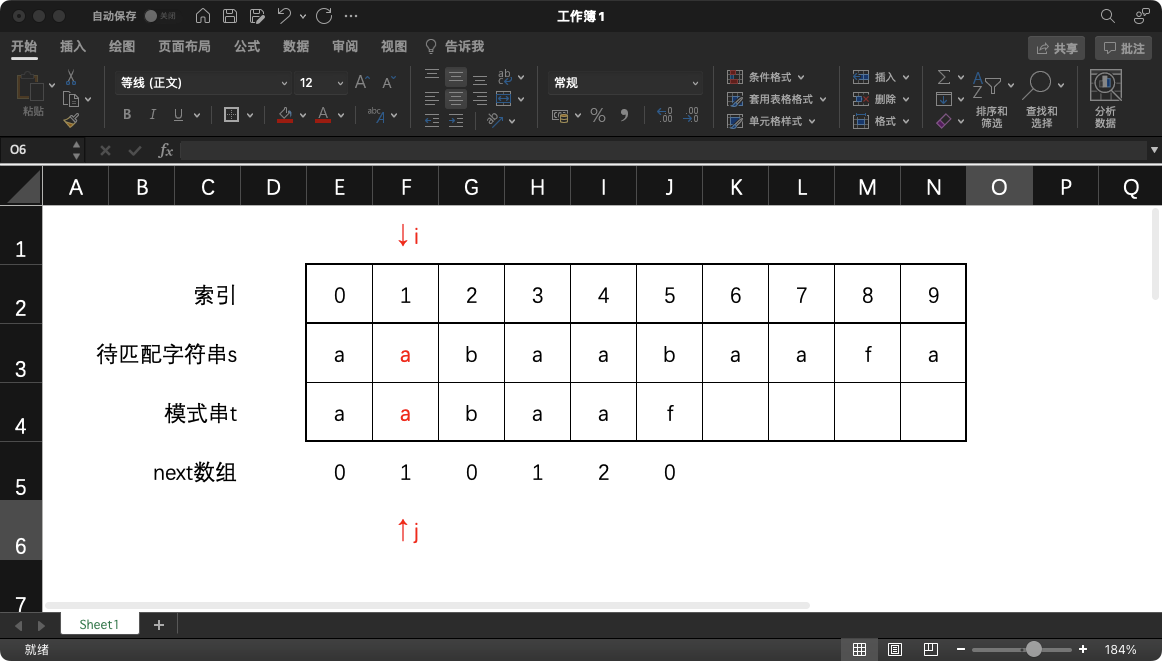 自动保存 关闭 工作簿1
开始 插入 绘图 页面布局 公式 数据 审阅 视图 告诉我 共享 批注
粘贴 等线 (正文) 12 A^ A˅ ab 常规 条件格式 插入 Σ A Z 排序和 筛选 查找和 选择 分析 数据
B I U A abc % , .00 .00 套用表格格式 删除
单元格样式 格式
O6 fx
A B C D E F G H I J K L M N O P Q
1 ↓i
2 索引 0 1 2 3 4 5 6 7 8 9
3 待匹配字符串s a a b a a b a a f a
4 模式串t a a b a a f
5 next数组 0 1 0 1 2 0
6 ↑j
7
Sheet1 +
就绪 184%